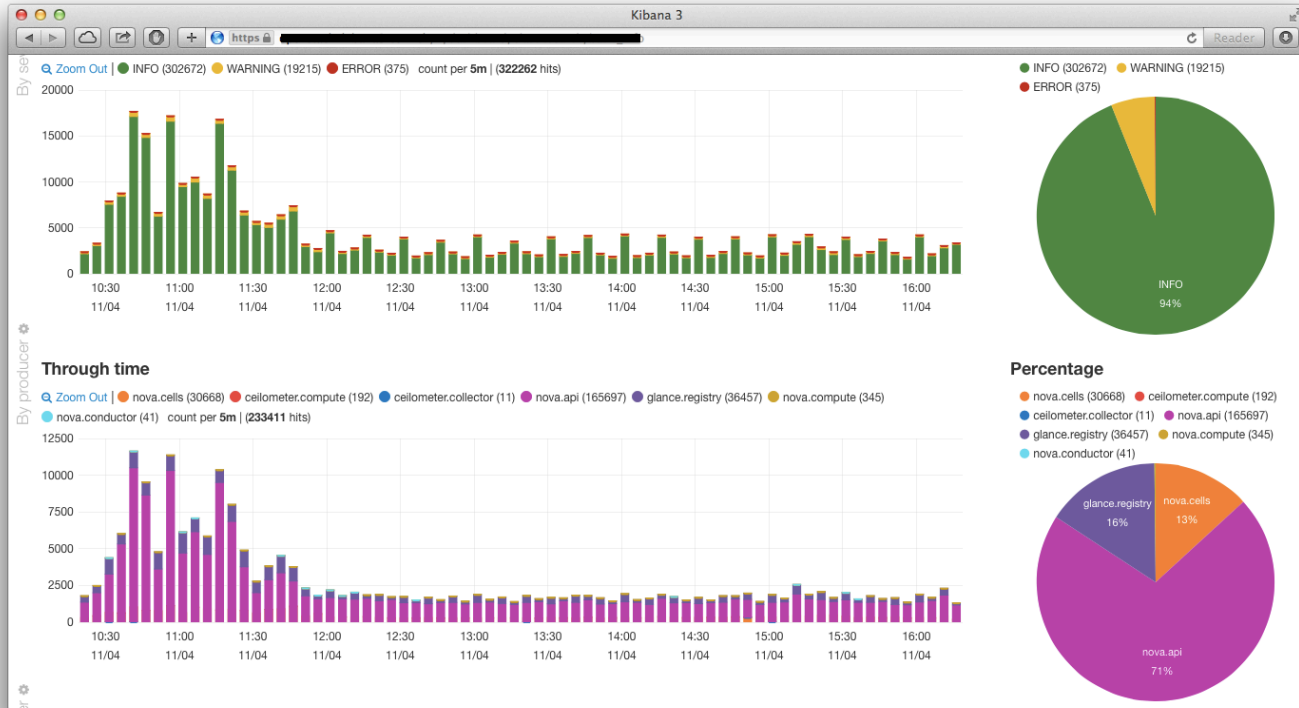 Kibana 3
https
Reader
By sev
Zoom Out | INFO (302672) WARNING (19215) ERROR (375) count per 5m | (322262 hits)
20000
15000
10000
5000
0
10:30 11:00 11:30 12:00 12:30 13:00 13:30 14:00 14:30 15:00 15:30 16:00
11/04 11/04 11/04 11/04 11/04 11/04 11/04 11/04 11/04 11/04 11/04 11/04
INFO (302672) WARNING (19215)
ERROR (375)
INFO
94%
By producer
Through time
Zoom Out | nova.cells (30668) ceilometer.compute (192) ceilometer.collector (11) nova.api (165697) glance.registry (36457) nova.compute (345)
nova.conductor (41) count per 5m | (233411 hits)
12500
10000
7500
5000
2500
0
10:30 11:00 11:30 12:00 12:30 13:00 13:30 14:00 14:30 15:00 15:30 16:00
11/04 11/04 11/04 11/04 11/04 11/04 11/04 11/04 11/04 11/04 11/04 11/04
Percentage
nova.cells (30668) ceilometer.compute (192)
ceilometer.collector (11) nova.api (165697)
glance.registry (36457) nova.compute (345)
nova.conductor (41)
glance.registry
16%
nova.cells
13%
nova.api
71%